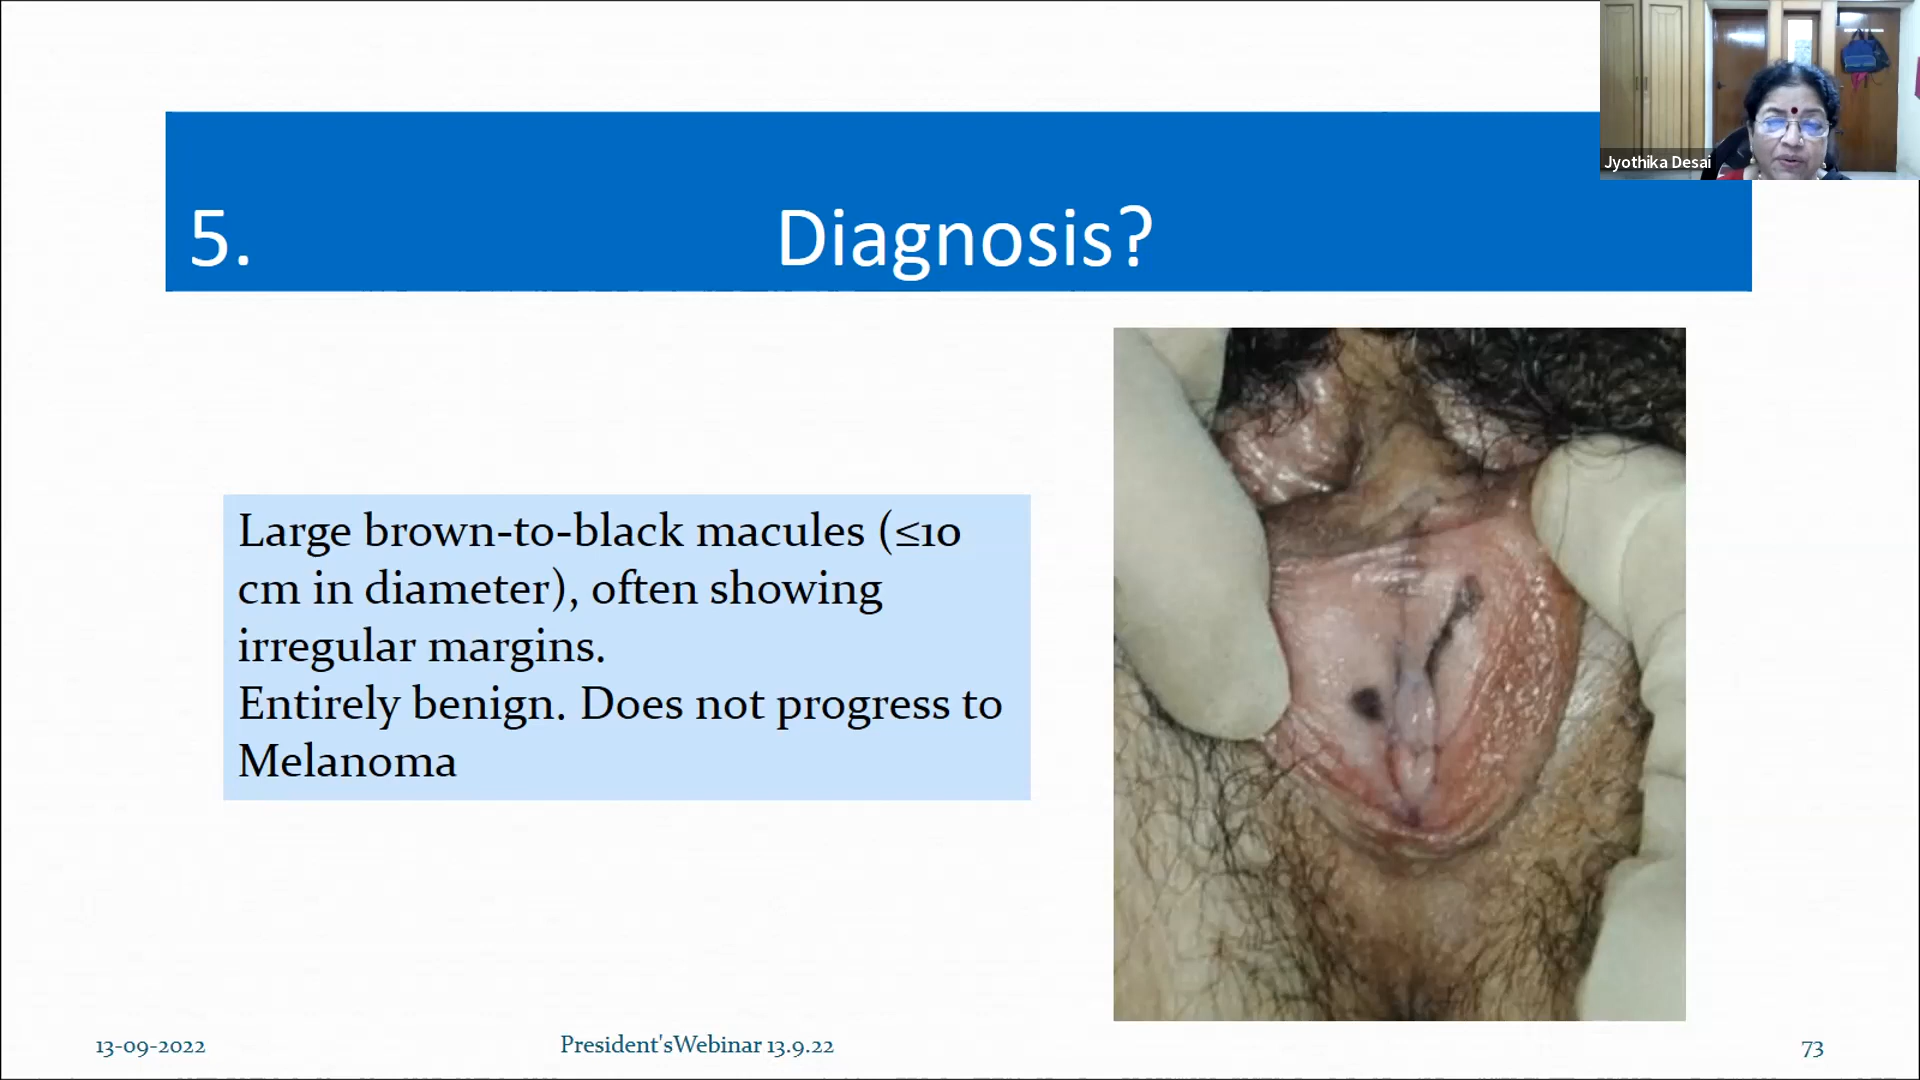 Jyothika Desai
5. Diagnosis?
Large brown-to-black macules (≤10
cm in diameter), often showing
irregular margins.
Entirely benign. Does not progress to
Melanoma
13-09-2022 President'sWebinar 13.9.22 73